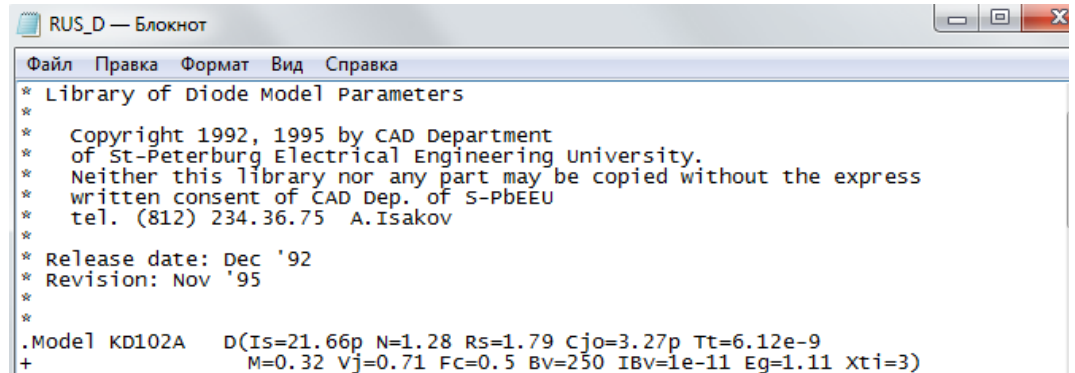 RUS_D — Блокнот
Файл Правка Формат Вид Справка
* Library of Diode Model Parameters
*
* Copyright 1992, 1995 by CAD Department
* of St-Peterburg Electrical Engineering University.
* Neither this library nor any part may be copied without the express
* written consent of CAD Dep. of S-PbEEU
* tel. (812) 234.36.75 A.Isakov
*
* Release date: Dec '92
* Revision: Nov '95
*
*
.Model KD102A D(Is=21.66p N=1.28 Rs=1.79 Cjo=3.27p Tt=6.12e-9
+ M=0.32 Vj=0.71 Fc=0.5 Bv=250 IBv=1e-11 Eg=1.11 Xti=3)